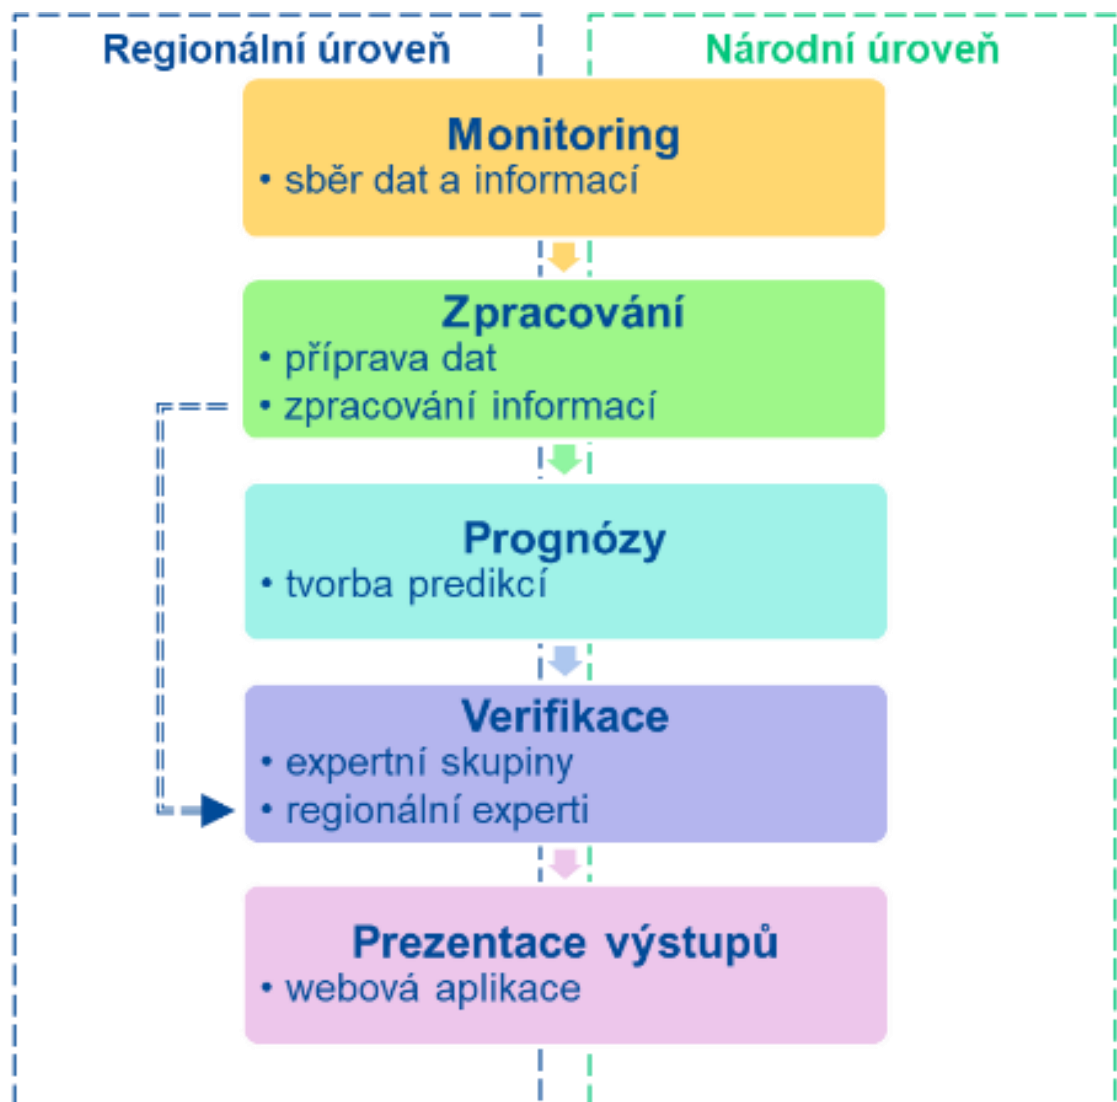 Regionální úroveň
Národní úroveň
Monitoring
• sběr dat a informací
Zpracování
• příprava dat
• zpracování informací
Prognózy
• tvorba predikcí
Verifikace
• expertní skupiny
• regionální experti
Prezentace výstupů
• webová aplikace